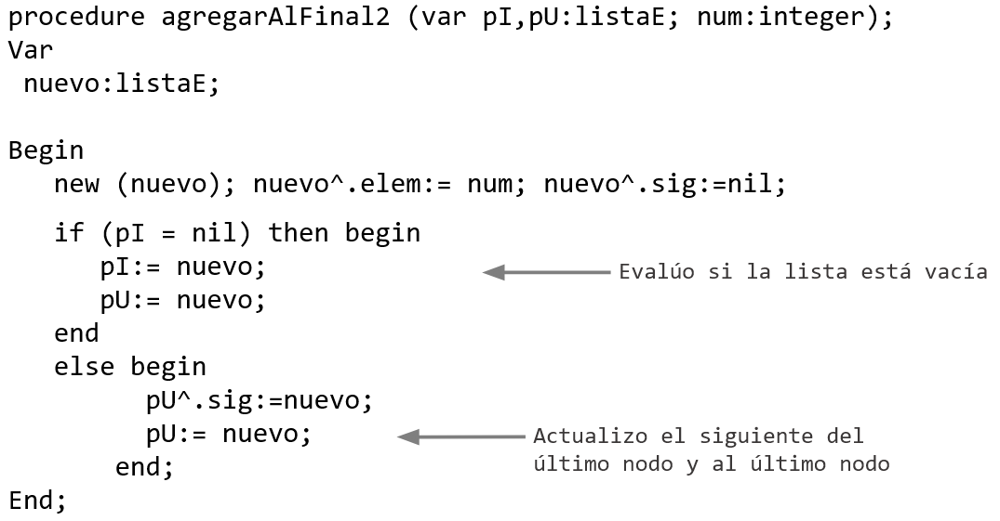 procedure agregarAlFinal2 (var pI,pU:listaE; num:integer);
Var
nuevo:listaE;
Begin
new (nuevo); nuevo^.elem:= num; nuevo^.sig:=nil;
if (pI = nil) then begin
pI:= nuevo;
Evalúo si la lista está vacía
pU:= nuevo;
end
else begin
pU^.sig:=nuevo;
pU:= nuevo;
Actualizo el siguiente del
último nodo y al último nodo
end;
End;